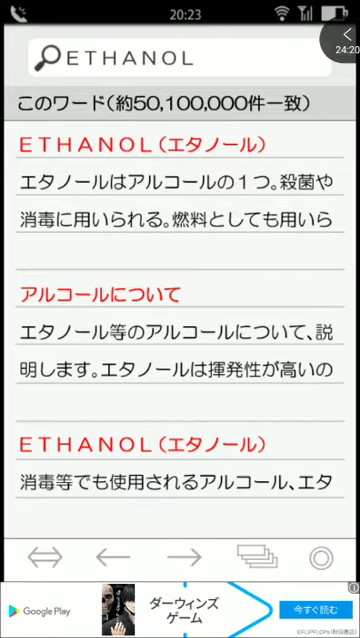 20:23
24:20
ETHANOL
このワード(約50,100,000件一致)
ETHANOL(エタノール)
エタノールはアルコールの1つ。殺菌や
消毒に用いられる。燃料としても用いら
アルコールについて
エタノール等のアルコールについて、説
明します。エタノールは揮発性が高いの
ETHANOL(エタノール)
消毒等でも使用されるアルコール、エタ
Google Play
ダーウィンズ
ゲーム
今すぐ読む
©FLIPFLOPs(秋田書店)